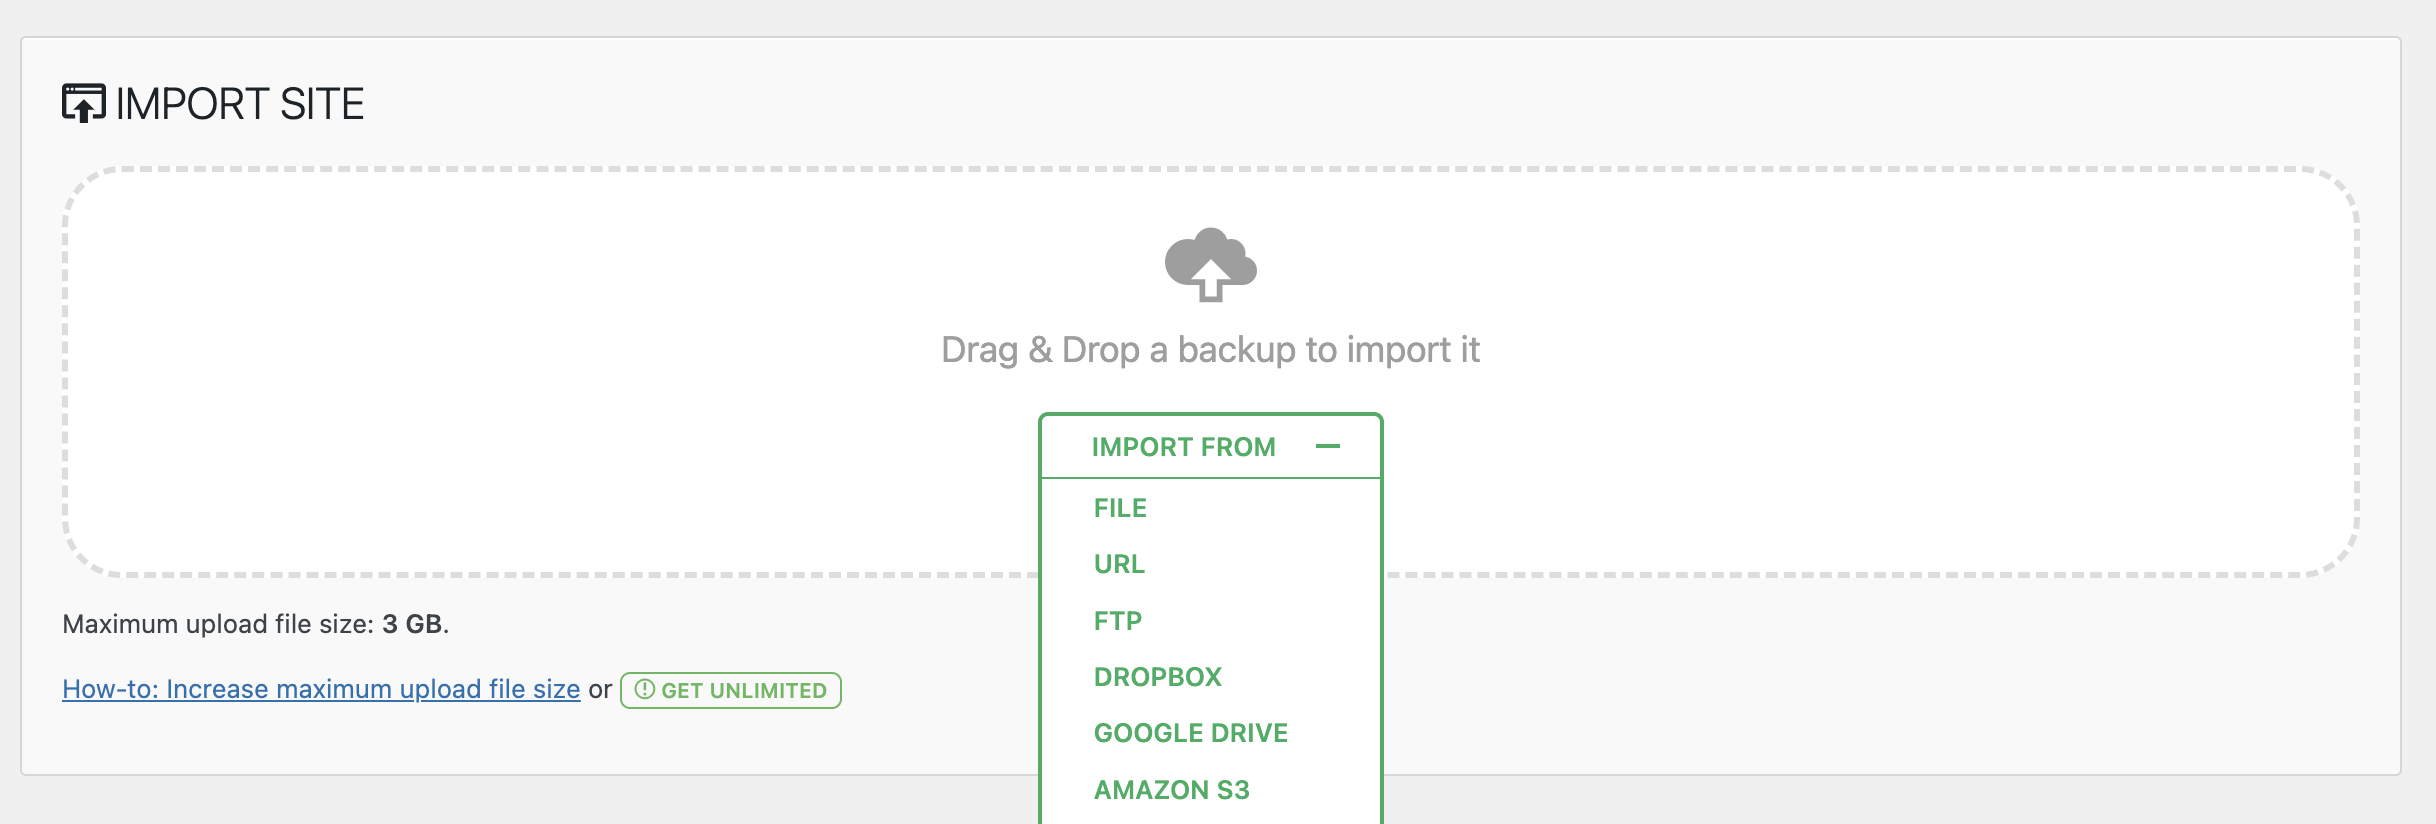 IMPORT SITE
Drag & Drop a backup to import it
IMPORT FROM
FILE
URL
FTP
DROPBOX
GOOGLE DRIVE
AMAZON S3
Maximum upload file size: 3 GB.
How-to: Increase maximum upload file size or GET UNLIMITED